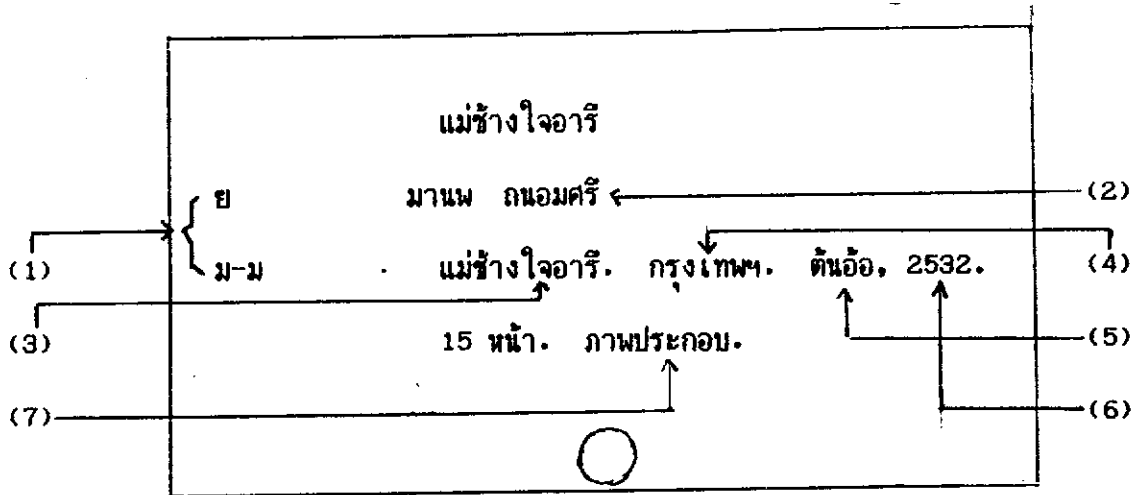 แม่ช้างใจอารี
ย มานพ ถนอมศรี (2)
(1) ม-ม แม่ช้างใจอารี. กรุงเทพฯ. ต้นอ้อ, 2532. (4)
(3) 15 หน้า. ภาพประกอบ. (5)
(7) (6)